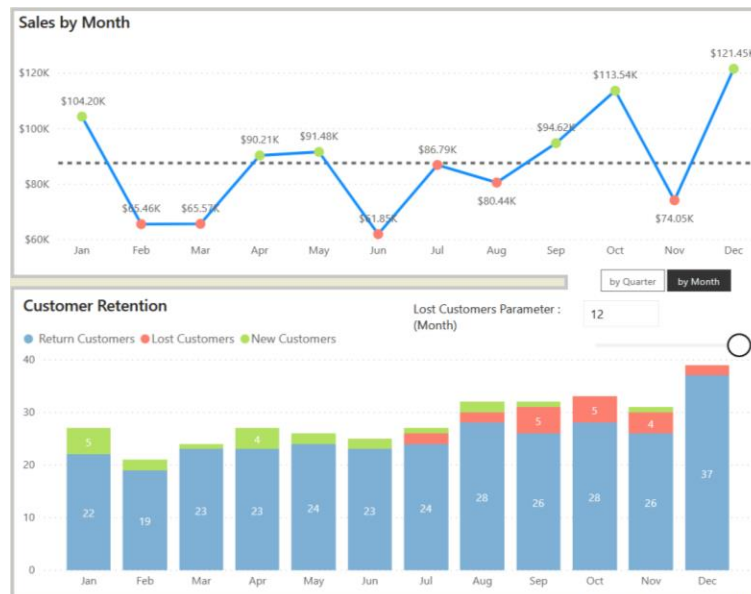 Sales by Month
$121.45K
$120K
$113.54K
$104.20K
$100K
$90.21K
$91.48K
$94.62K
$86.79K
$80K
$80.44K
$65.46K
$65.57K
$74.05K
$61.85K
$60K
Jan Feb Mar Apr May Jun Jul Aug Sep Oct Nov Dec
by Quarter by Month
Customer Retention
Lost Customers Parameter : 12
(Month)
Return Customers Lost Customers New Customers
40
30
5 4 5 5 4
20
22 19 23 23 24 23 24 28 26 28 26 37
10
0
Jan Feb Mar Apr May Jun Jul Aug Sep Oct Nov Dec